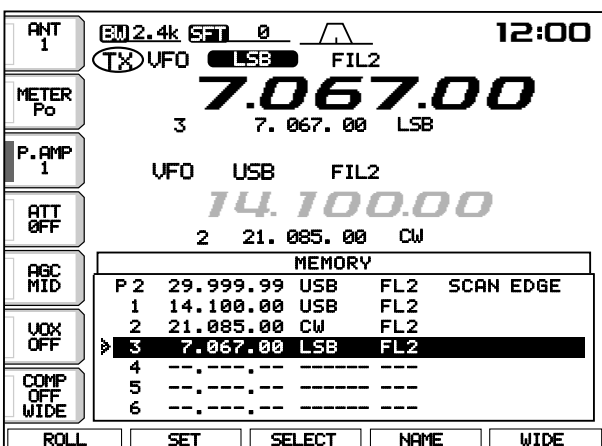 ANT
1
BW 2.4k SFT 0
12:00
TX VFO LSB FIL2
METER
Po
7.067.00
3 7.067.00 LSB
P.AMP
1
VFO USB FIL2
14.100.00
ATT
OFF
2 21.085.00 CW
MEMORY
AGC
MID
P2 29.999.99 USB FL2 SCAN EDGE
1 14.100.00 USB FL2
VOX
OFF
2 21.085.00 CW FL2
3 7.067.00 LSB FL2
COMP
OFF
WIDE
4 --.---.-- ------ ---
5 --.---.-- ------ ---
6 --.---.-- ------ ---
ROLL SET SELECT NAME WIDE